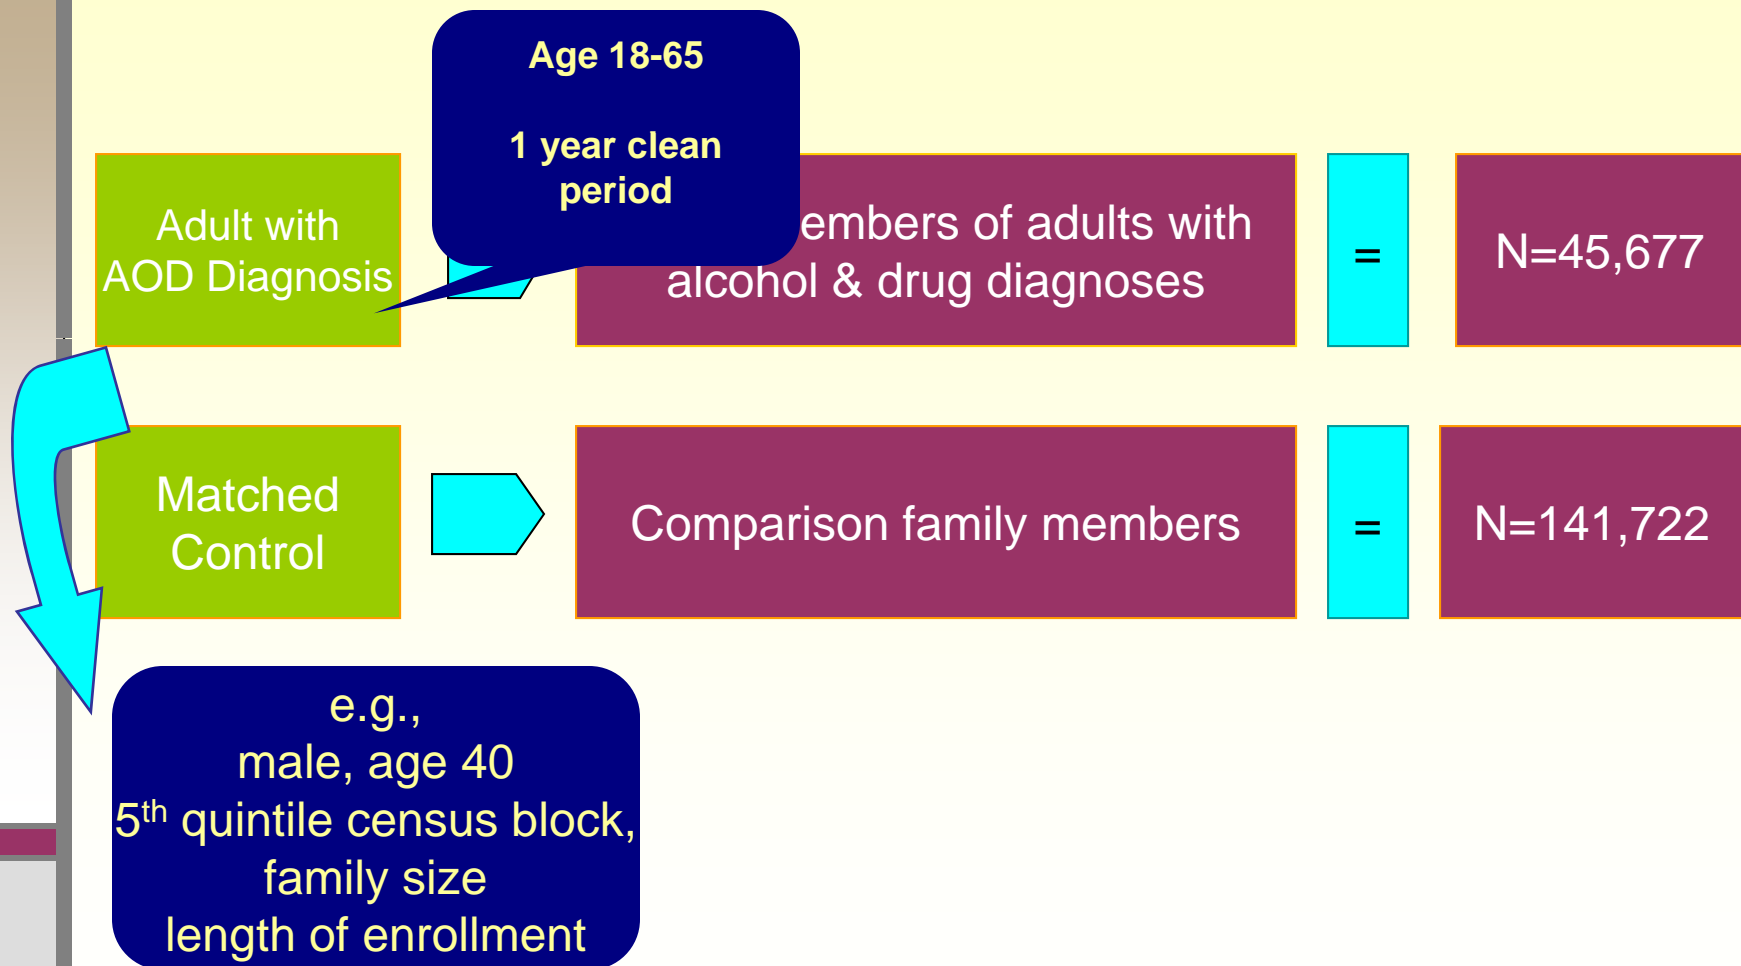 Age 18-65
1 year clean
period
Adult with
AOD Diagnosis
embers of adults with
alcohol & drug diagnoses
=
N=45,677
Matched
Control
Comparison family members
=
N=141,722
e.g.,
male, age 40
5th quintile census block,
family size
length of enrollment